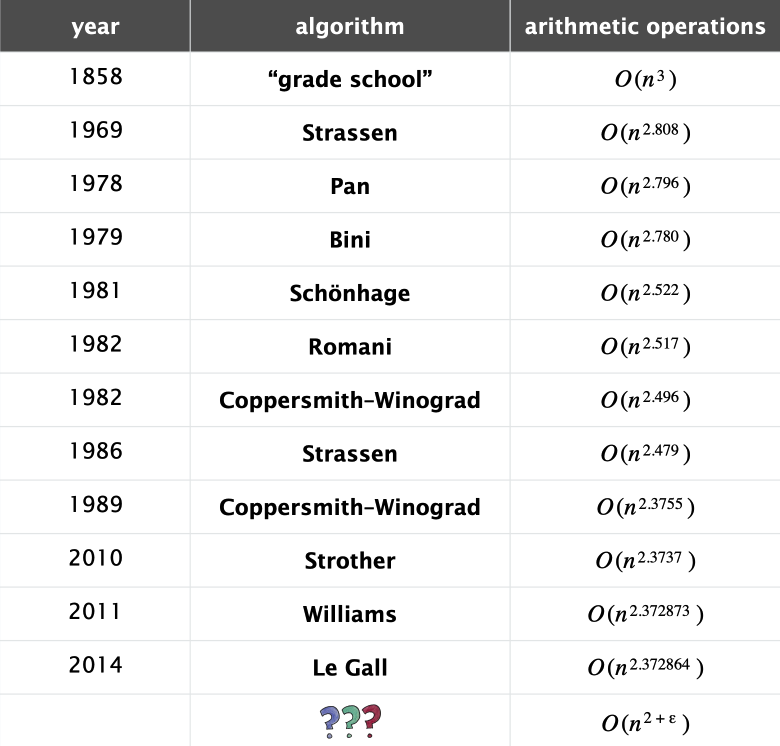 year algorithm arithmetic operations
1858 “grade school” O(n³)
1969 Strassen O(n^2.808)
1978 Pan O(n^2.796)
1979 Bini O(n^2.780)
1981 Schönhage O(n^2.522)
1982 Romani O(n^2.517)
1982 Coppersmith–Winograd O(n^2.496)
1986 Strassen O(n^2.479)
1989 Coppersmith–Winograd O(n^2.3755)
2010 Strother O(n^2.3737)
2011 Williams O(n^2.372873)
2014 Le Gall O(n^2.372864)
??? O(n^2 + ε)